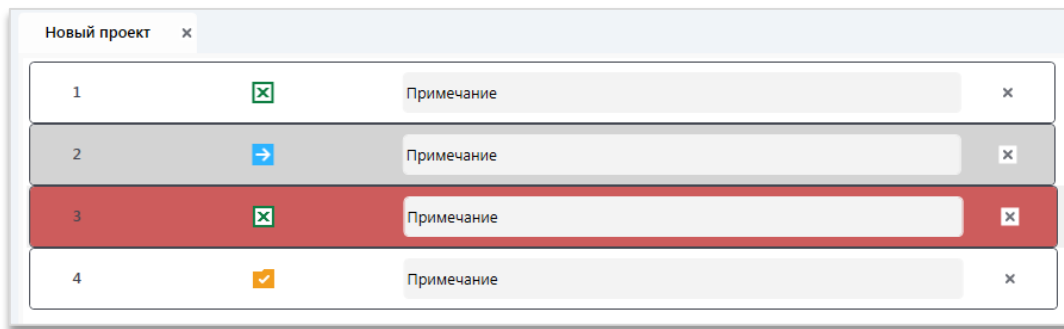 Новый проект
1 Примечание
2 Примечание
3 Примечание
4 Примечание